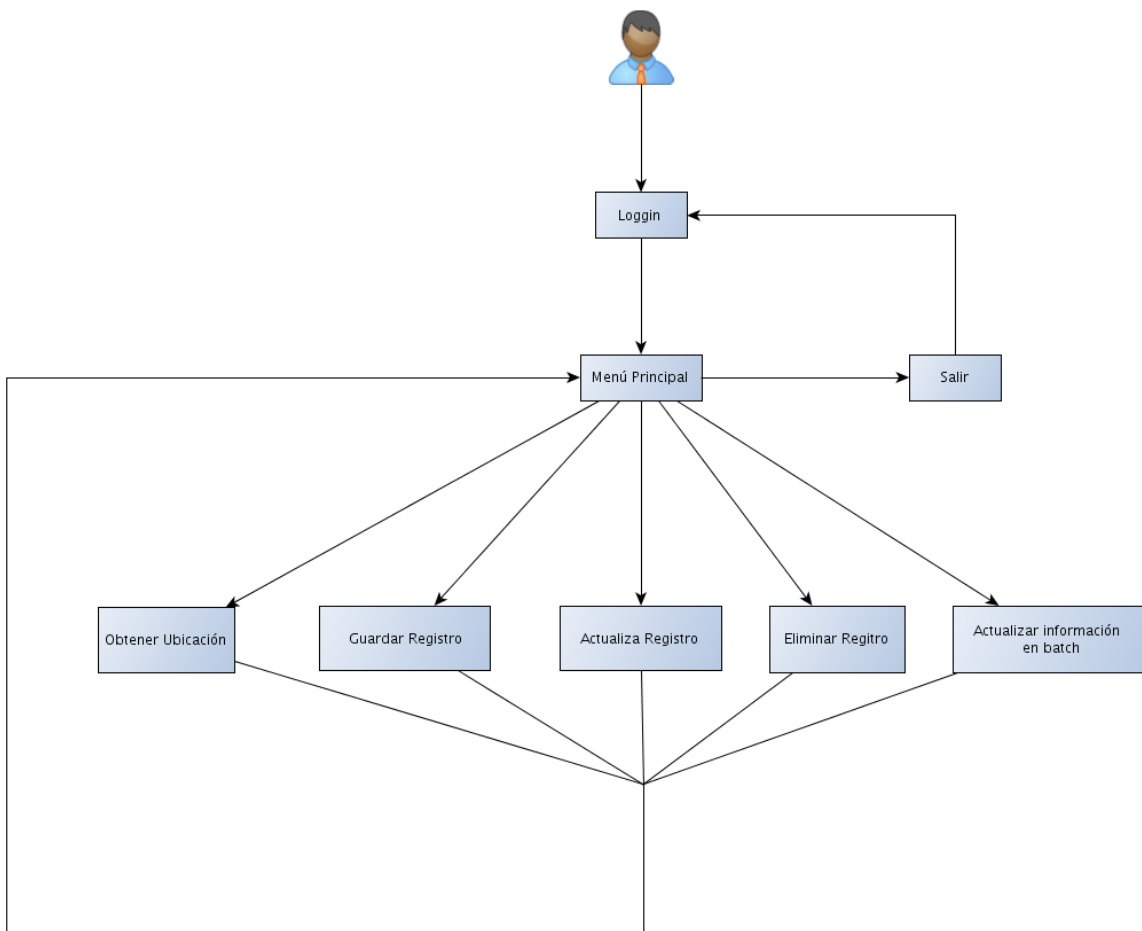 Loggin
Menú Principal
Salir
Obtener Ubicación
Guardar Registro
Actualiza Registro
Eliminar Regitro
Actualizar información
en batch